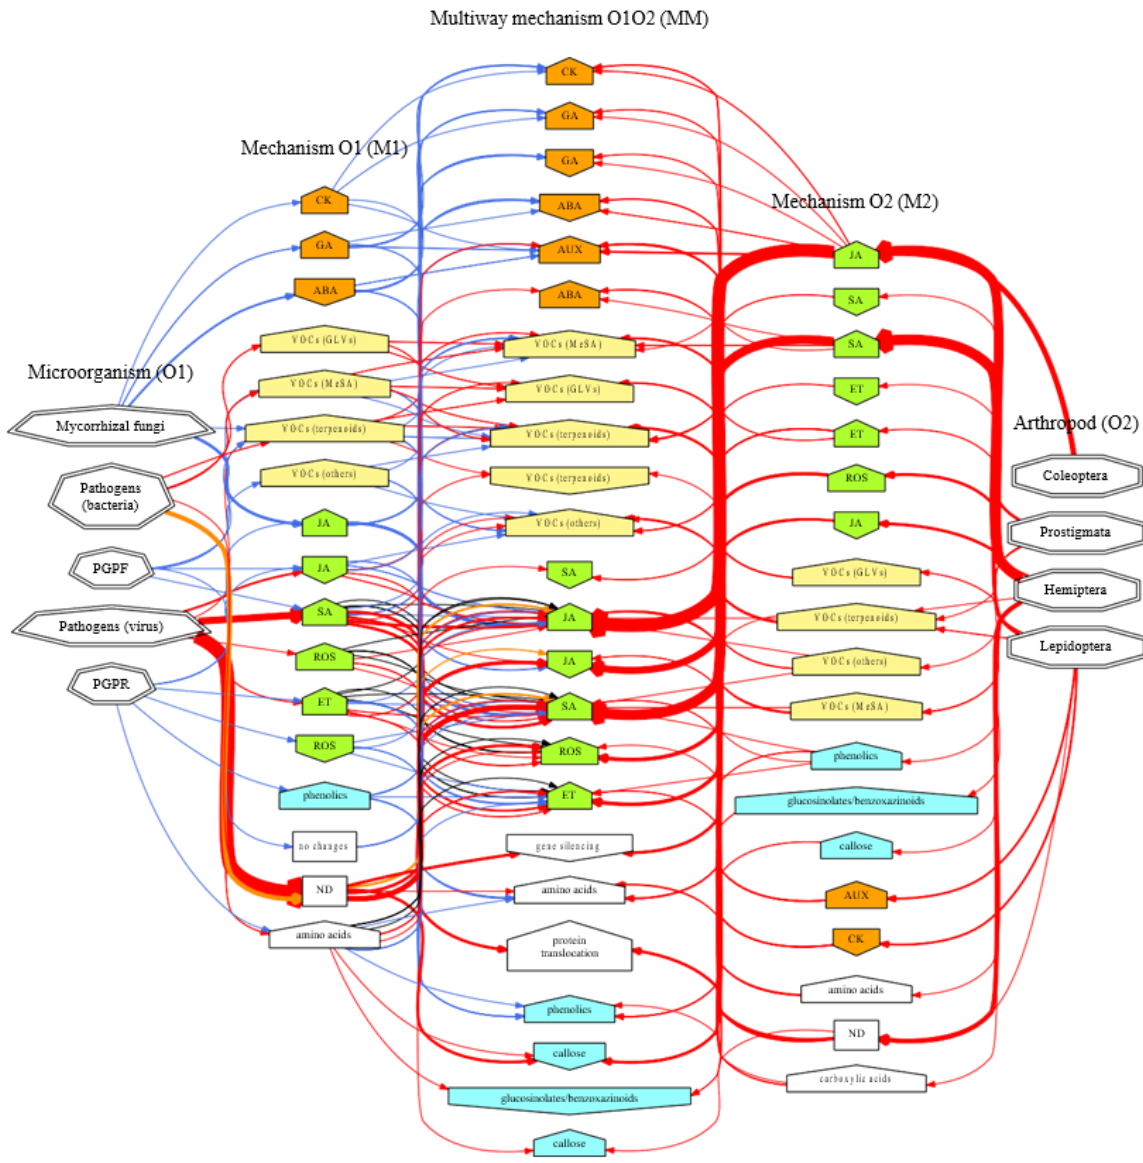 Multiway mechanism O1O2 (MM)
Mechanism O1 (M1)
Mechanism O2 (M2)
Microorganism (O1)
Arthropod (O2)
Mycorrhizal fungi
Pathogens
(bacteria)
PGPF
Pathogens (virus)
PGPR
CK
GA
ABA
VOCs (GLVs)
VOCs (MeSA)
VOCs (terpenoids)
VOCs (others)
JA
JA
SA
ROS
ET
ROS
phenolics
no changes
ND
amino acids
CK
GA
GA
ABA
AUX
ABA
VOCs (MeSA)
VOCs (GLVs)
VOCs (terpenoids)
VOCs (terpenoids)
VOCs (others)
SA
JA
JA
SA
ROS
ET
gene silencing
amino acids
protein
translocation
phenolics
callose
glucosinolates/benzoxazinoids
callose
JA
SA
SA
ET
ET
ROS
JA
VOCs (GLVs)
VOCs (terpenoids)
VOCs (others)
VOCs (MeSA)
phenolics
glucosinolates/benzoxazinoids
callose
AUX
CK
amino acids
ND
carboxylic acids
Coleoptera
Prostigmata
Hemiptera
Lepidoptera